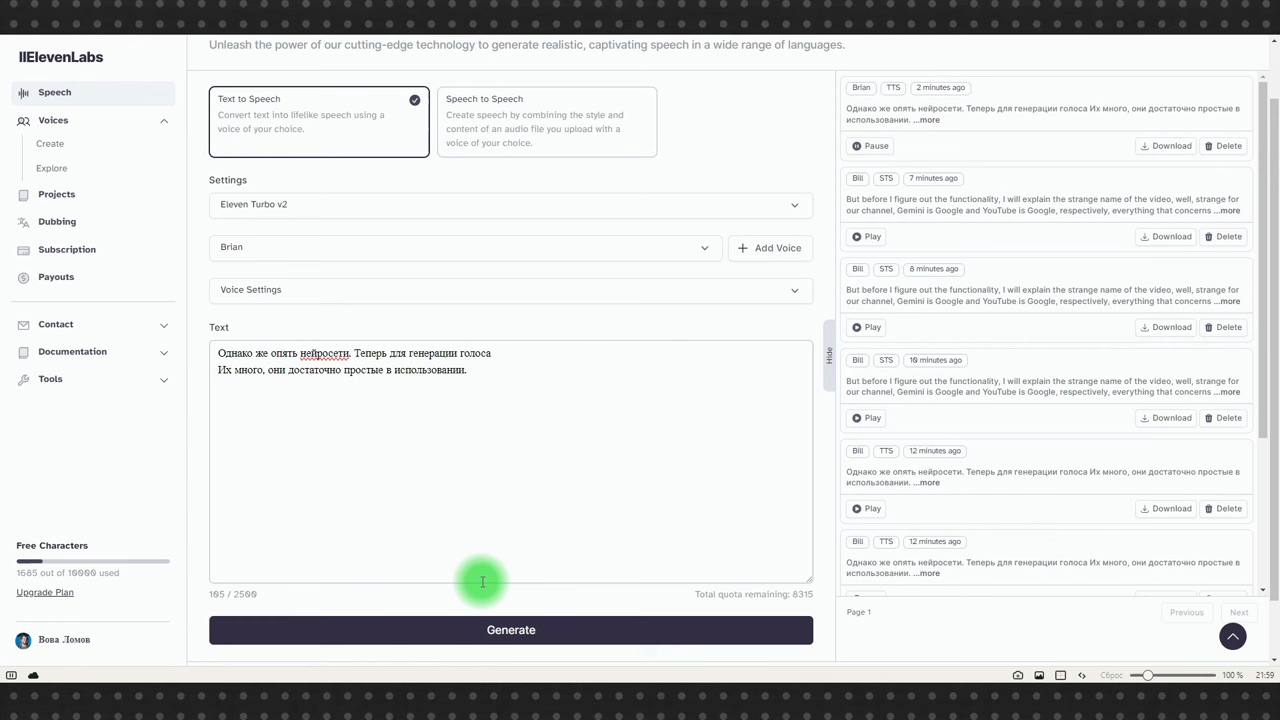 Unleash the power of our cutting-edge technology to generate realistic, captivating speech in a wide range of languages.
IIElevenLabs
Speech
Voices
Create
Explore
Projects
Dubbing
Subscription
Payouts
Contact
Documentation
Tools
Free Characters
1685 out of 10000 used
Upgrade Plan
Вова Ломов
Text to Speech
Convert text into lifelike speech using a
voice of your choice.
Speech to Speech
Create speech by combining the style and
content of an audio file you upload with a
voice of your choice.
Settings
Eleven Turbo v2
Brian
Add Voice
Voice Settings
Text
Однако же опять нейросети. Теперь для генерации голоса
Их много, они достаточно простые в использовании.
105 / 2500
Total quota remaining: 8315
Generate
Hide
Brian TTS 2 minutes ago
Однако же опять нейросети. Теперь для генерации голоса Их много, они достаточно простые в
использовании. ...more
Pause Download Delete
Bill STS 7 minutes ago
But before I figure out the functionality, I will explain the strange name of the video, well, strange for
our channel, Gemini is Google and YouTube is Google, respectively, everything that concerns ...more
Play Download Delete
Bill STS 8 minutes ago
But before I figure out the functionality, I will explain the strange name of the video, well, strange for
our channel, Gemini is Google and YouTube is Google, respectively, everything that concerns ...more
Play Download Delete
Bill STS 10 minutes ago
But before I figure out the functionality, I will explain the strange name of the video, well, strange for
our channel, Gemini is Google and YouTube is Google, respectively, everything that concerns ...more
Play Download Delete
Bill TTS 12 minutes ago
Однако же опять нейросети. Теперь для генерации голоса Их много, они достаточно простые в
использовании. ...more
Play Download Delete
Bill TTS 12 minutes ago
Однако же опять нейросети. Теперь для генерации голоса Их много, они достаточно простые в
использовании. ...more
Page 1
Previous Next
Сброс 100 % 21:59